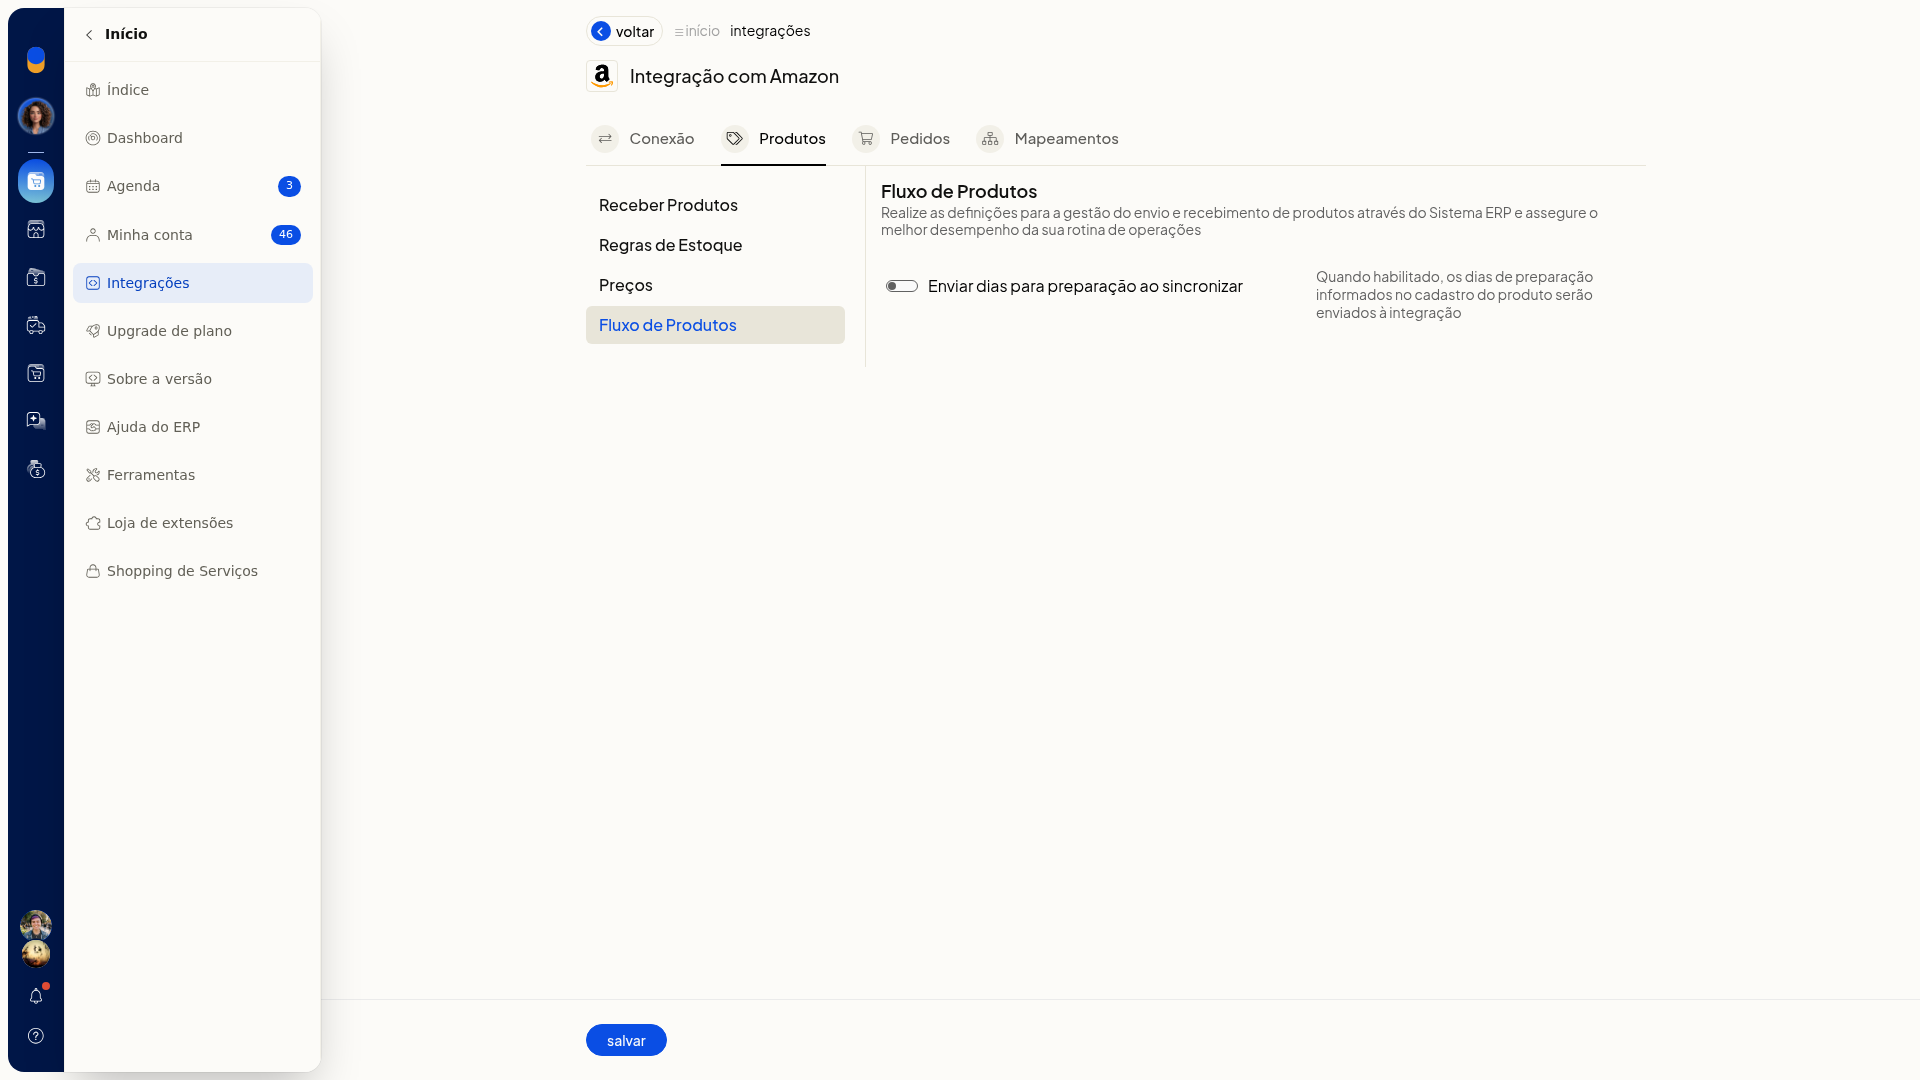 Início
Índice
Dashboard
Agenda 3
Minha conta 46
Integrações
Upgrade de plano
Sobre a versão
Ajuda do ERP
Ferramentas
Loja de extensões
Shopping de Serviços
voltar início integrações
Integração com Amazon
Conexão Produtos Pedidos Mapeamentos
Receber Produtos
Regras de Estoque
Preços
Fluxo de Produtos
Fluxo de Produtos
Realize as definições para a gestão do envio e recebimento de produtos através do Sistema ERP e assegure o
melhor desempenho da sua rotina de operações
Enviar dias para preparação ao sincronizar
Quando habilitado, os dias de preparação
informados no cadastro do produto serão
enviados à integração
salvar